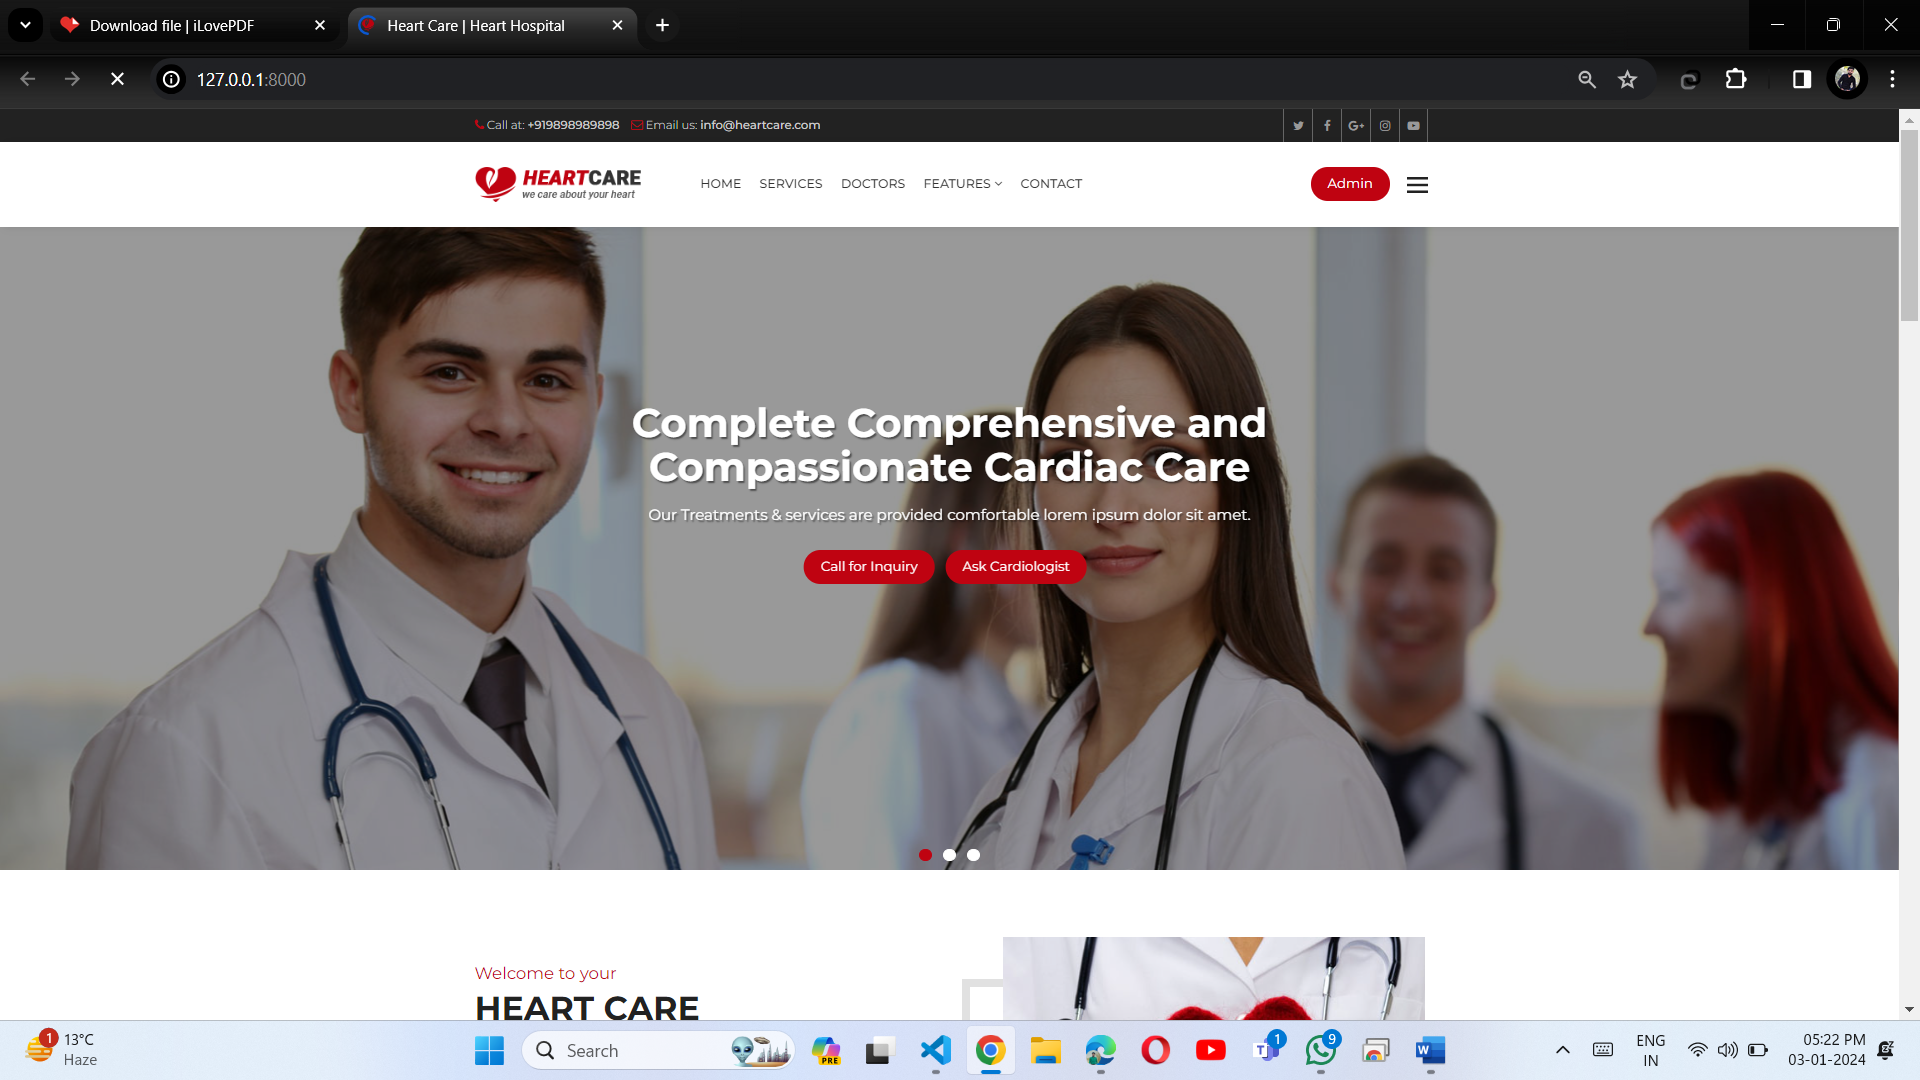 Download file | iLovePDF
Heart Care | Heart Hospital
127.0.0.1:8000
Call at: +919898989898 Email us: info@heartcare.com
HEARTCARE
we care about your heart
HOME SERVICES DOCTORS FEATURES CONTACT
Admin
Complete Comprehensive and
Compassionate Cardiac Care
Our Treatments & services are provided comfortable lorem ipsum dolor sit amet.
Call for Inquiry Ask Cardiologist
Welcome to your
HEART CARE
1
13°C
Haze
Search
PRE
1
9
ENG
IN
05:22 PM
03-01-2024